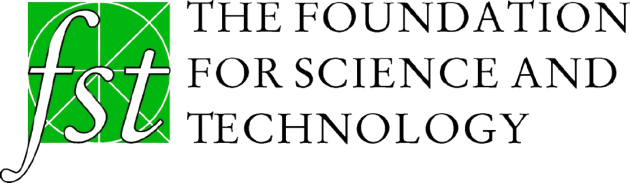 fst
THE FOUNDATION
FOR SCIENCE AND
TECHNOLOGY